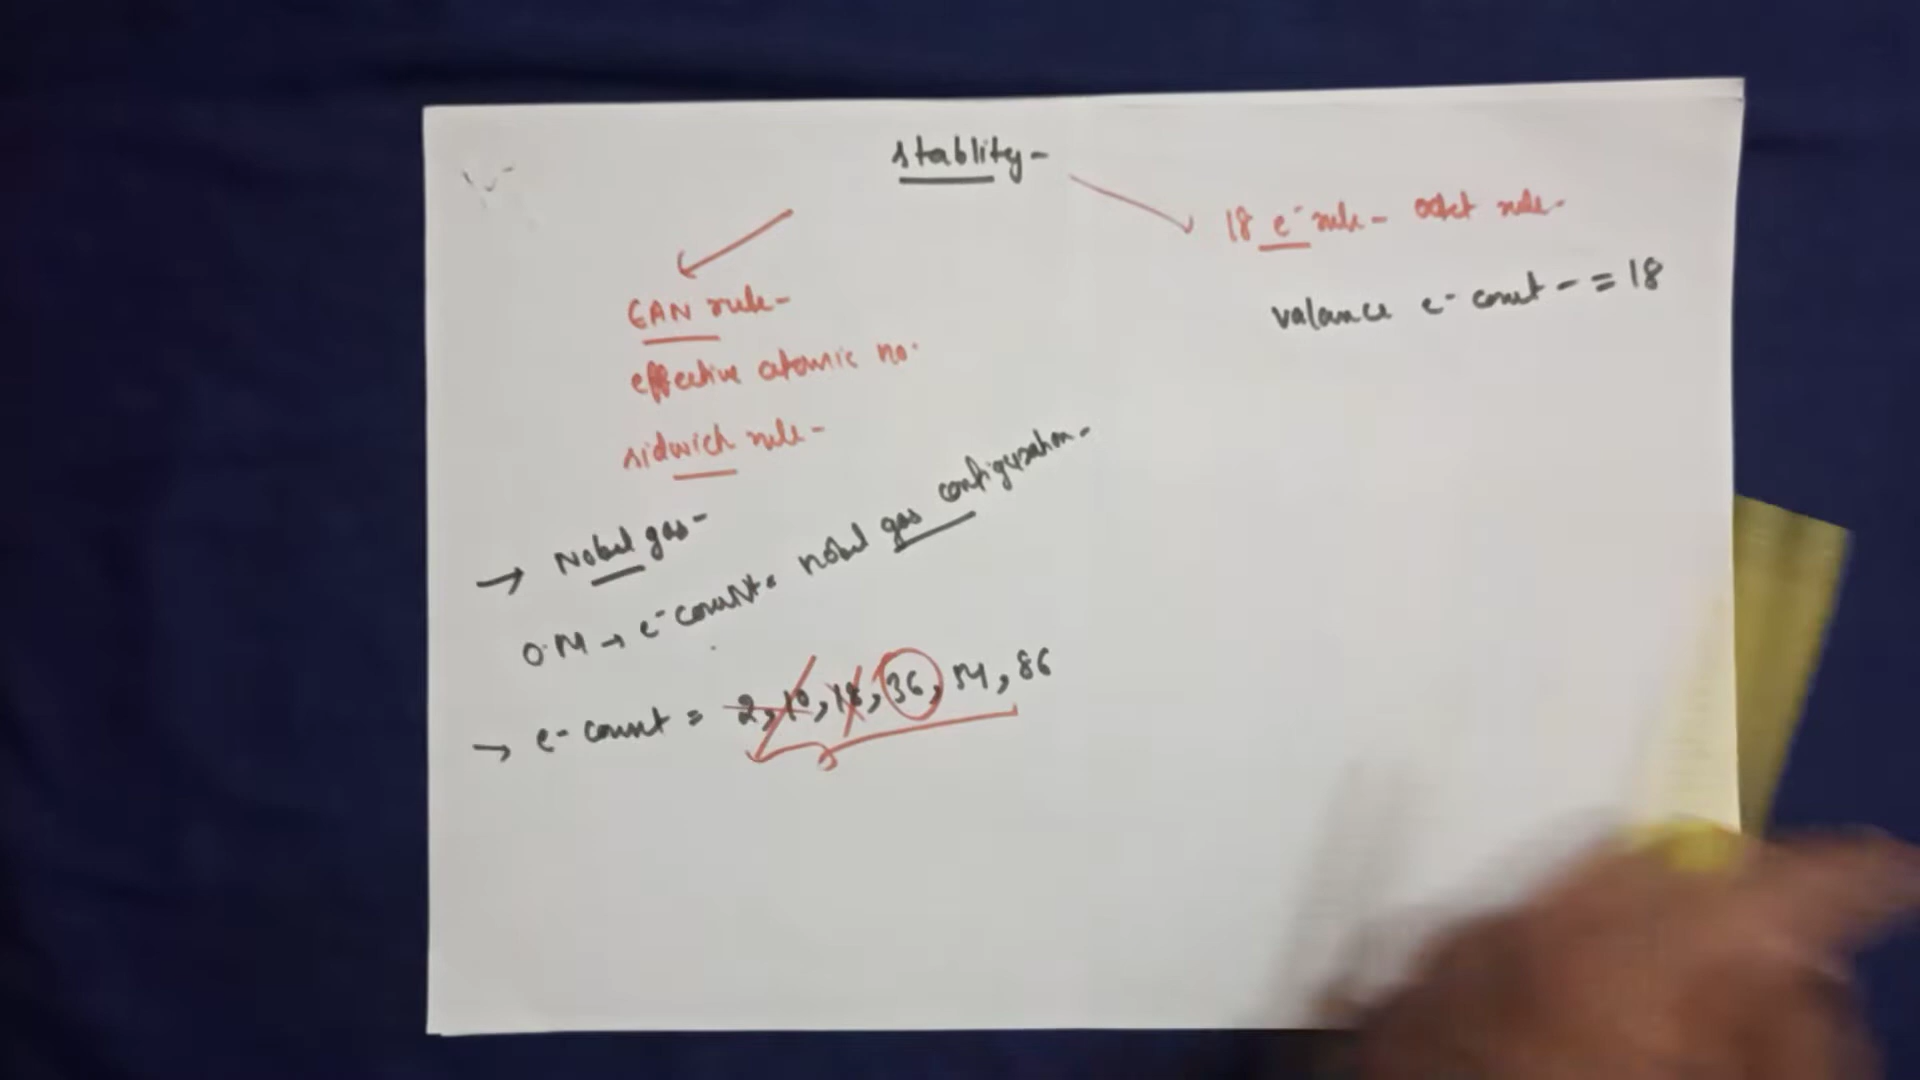 stablity-
18 e- rule - octet rule-
valance e- count - = 18
EAN rule-
effective atomic no.
sidwich rule-
→ Nobel gas-
O.M → e- count = nobel gas configuration-
→ e- count = 2, 10, 18, 36, 54, 86